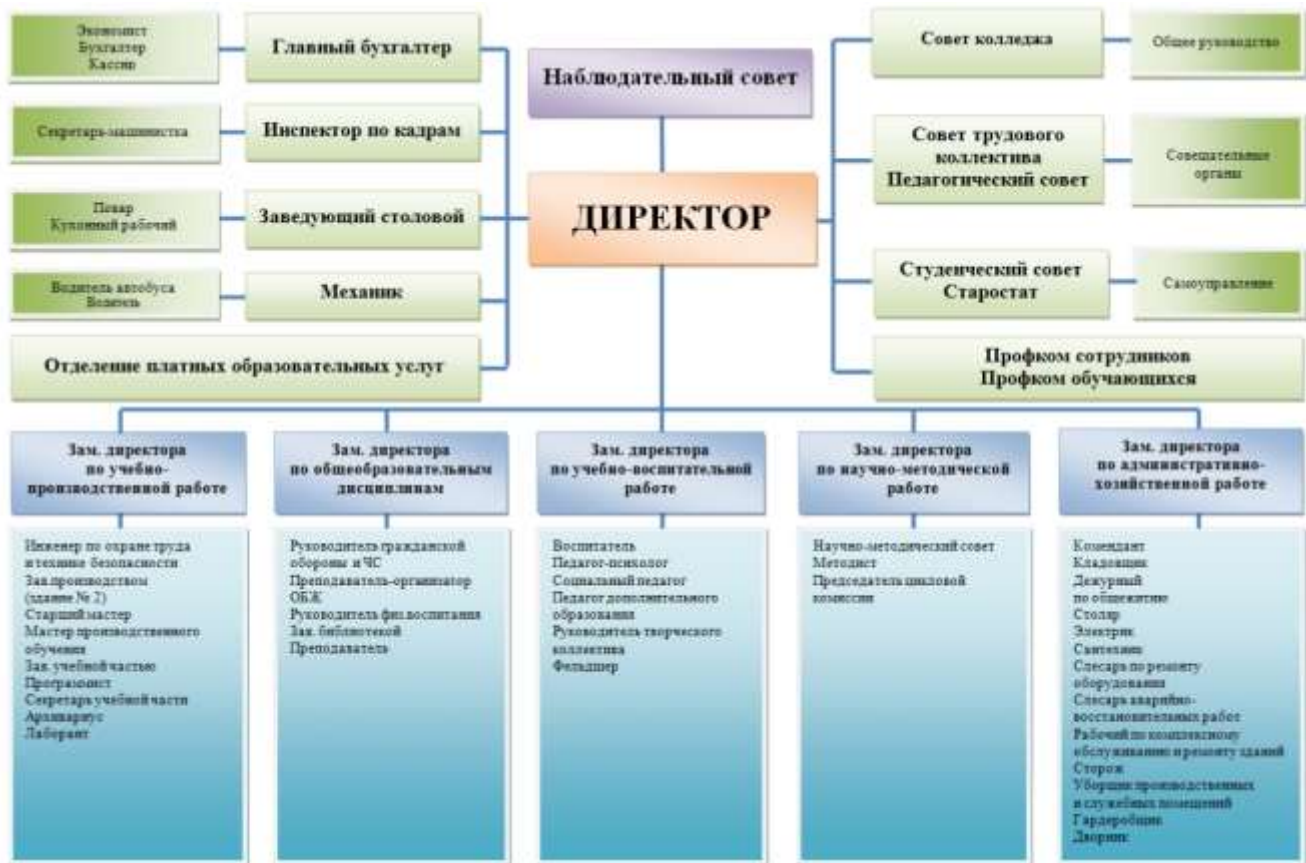 Экономист
Бухгалтер
Кассир
Главный бухгалтер
Секретарь-машинистка
Инспектор по кадрам
Повар
Кухонный рабочий
Заведующий столовой
Водитель автобуса
Водитель
Механик
Отделение платных образовательных услуг
Наблюдательный совет
ДИРЕКТОР
Совет колледжа
Общее руководство
Совет трудового
коллектива
Педагогический совет
Совещательные
органы
Студенческий совет
Старостат
Самоуправление
Профком сотрудников
Профком обучающихся
Зам. директора
по учебно-
производственной работе
Инженер по охране труда
и технике безопасности
Зав.производством
(здание № 2)
Старший мастер
Мастер производственного
обучения
Зав. учебной частью
Программист
Секретарь учебной части
Архивариус
Лаборант
Зам. директора
по общеобразовательным
дисциплинам
Руководитель гражданской
обороны и ЧС
Преподаватель-организатор
ОБЖ
Руководитель физ.воспитания
Зав. библиотекой
Преподаватель
Зам. директора
по учебно-воспитательной
работе
Воспитатель
Педагог-психолог
Социальный педагог
Педагог дополнительного
образования
Руководитель творческого
коллектива
Фельдшер
Зам. директора
по научно-методической
работе
Научно-методический совет
Методист
Председатель цикловой
комиссии
Зам. директора
по административно-
хозяйственной работе
Комендант
Кладовщик
Дежурный
по общежитию
Столяр
Электрик
Сантехник
Слесарь по ремонту
оборудования
Слесарь аварийно-
восстановительных работ
Рабочий по комплексному
обслуживанию и ремонту зданий
Сторож
Уборщик производственных
и служебных помещений
Гардеробщик
Дворник